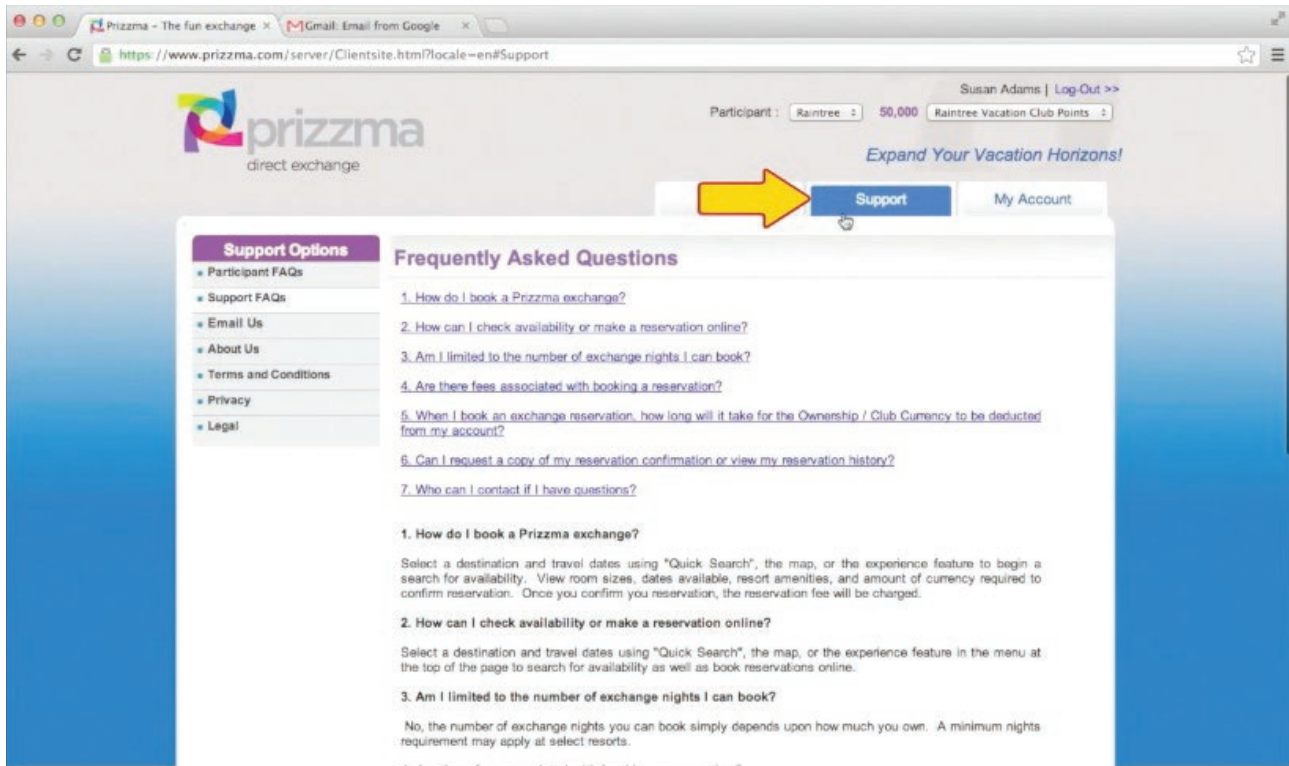 Prizzma - The fun exchange
Gmail: Email from Google
https://www.prizzma.com/server/Clientsite.html?locale=en#Support
Susan Adams | Log-Out >>
Participant : Raintree 50,000 Raintree Vacation Club Points
prizzma
direct exchange
Expand Your Vacation Horizons!
Support
My Account
Support Options
Participant FAQs
Support FAQs
Email Us
About Us
Terms and Conditions
Privacy
Legal
Frequently Asked Questions
1. How do I book a Prizzma exchange?
2. How can I check availability or make a reservation online?
3. Am I limited to the number of exchange nights I can book?
4. Are there fees associated with booking a reservation?
5. When I book an exchange reservation, how long will it take for the Ownership / Club Currency to be deducted
from my account?
6. Can I request a copy of my reservation confirmation or view my reservation history?
7. Who can I contact if I have questions?
1. How do I book a Prizzma exchange?
Select a destination and travel dates using "Quick Search", the map, or the experience feature to begin a
search for availability. View room sizes, dates available, resort amenities, and amount of currency required to
confirm reservation. Once you confirm you reservation, the reservation fee will be charged.
2. How can I check availability or make a reservation online?
Select a destination and travel dates using "Quick Search", the map, or the experience feature in the menu at
the top of the page to search for availability as well as book reservations online.
3. Am I limited to the number of exchange nights I can book?
No, the number of exchange nights you can book simply depends upon how much you own. A minimum nights
requirement may apply at select resorts.